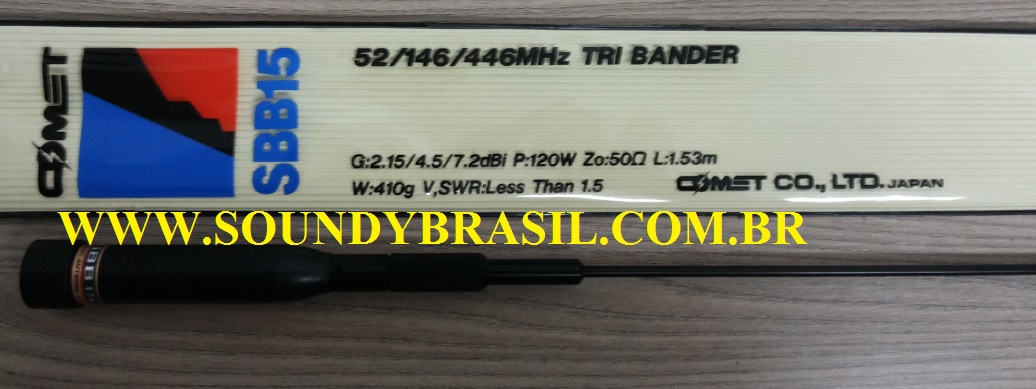 COMET
SBB15
52/146/446MHz TRI BANDER
G:2.15/4.5/7.2dBi P:120W Zo:50Ω L:1.53m
W:410g V,SWR:Less Than 1.5
COMET CO., LTD. JAPAN
WWW.SOUNDYBRASIL.COM.BR